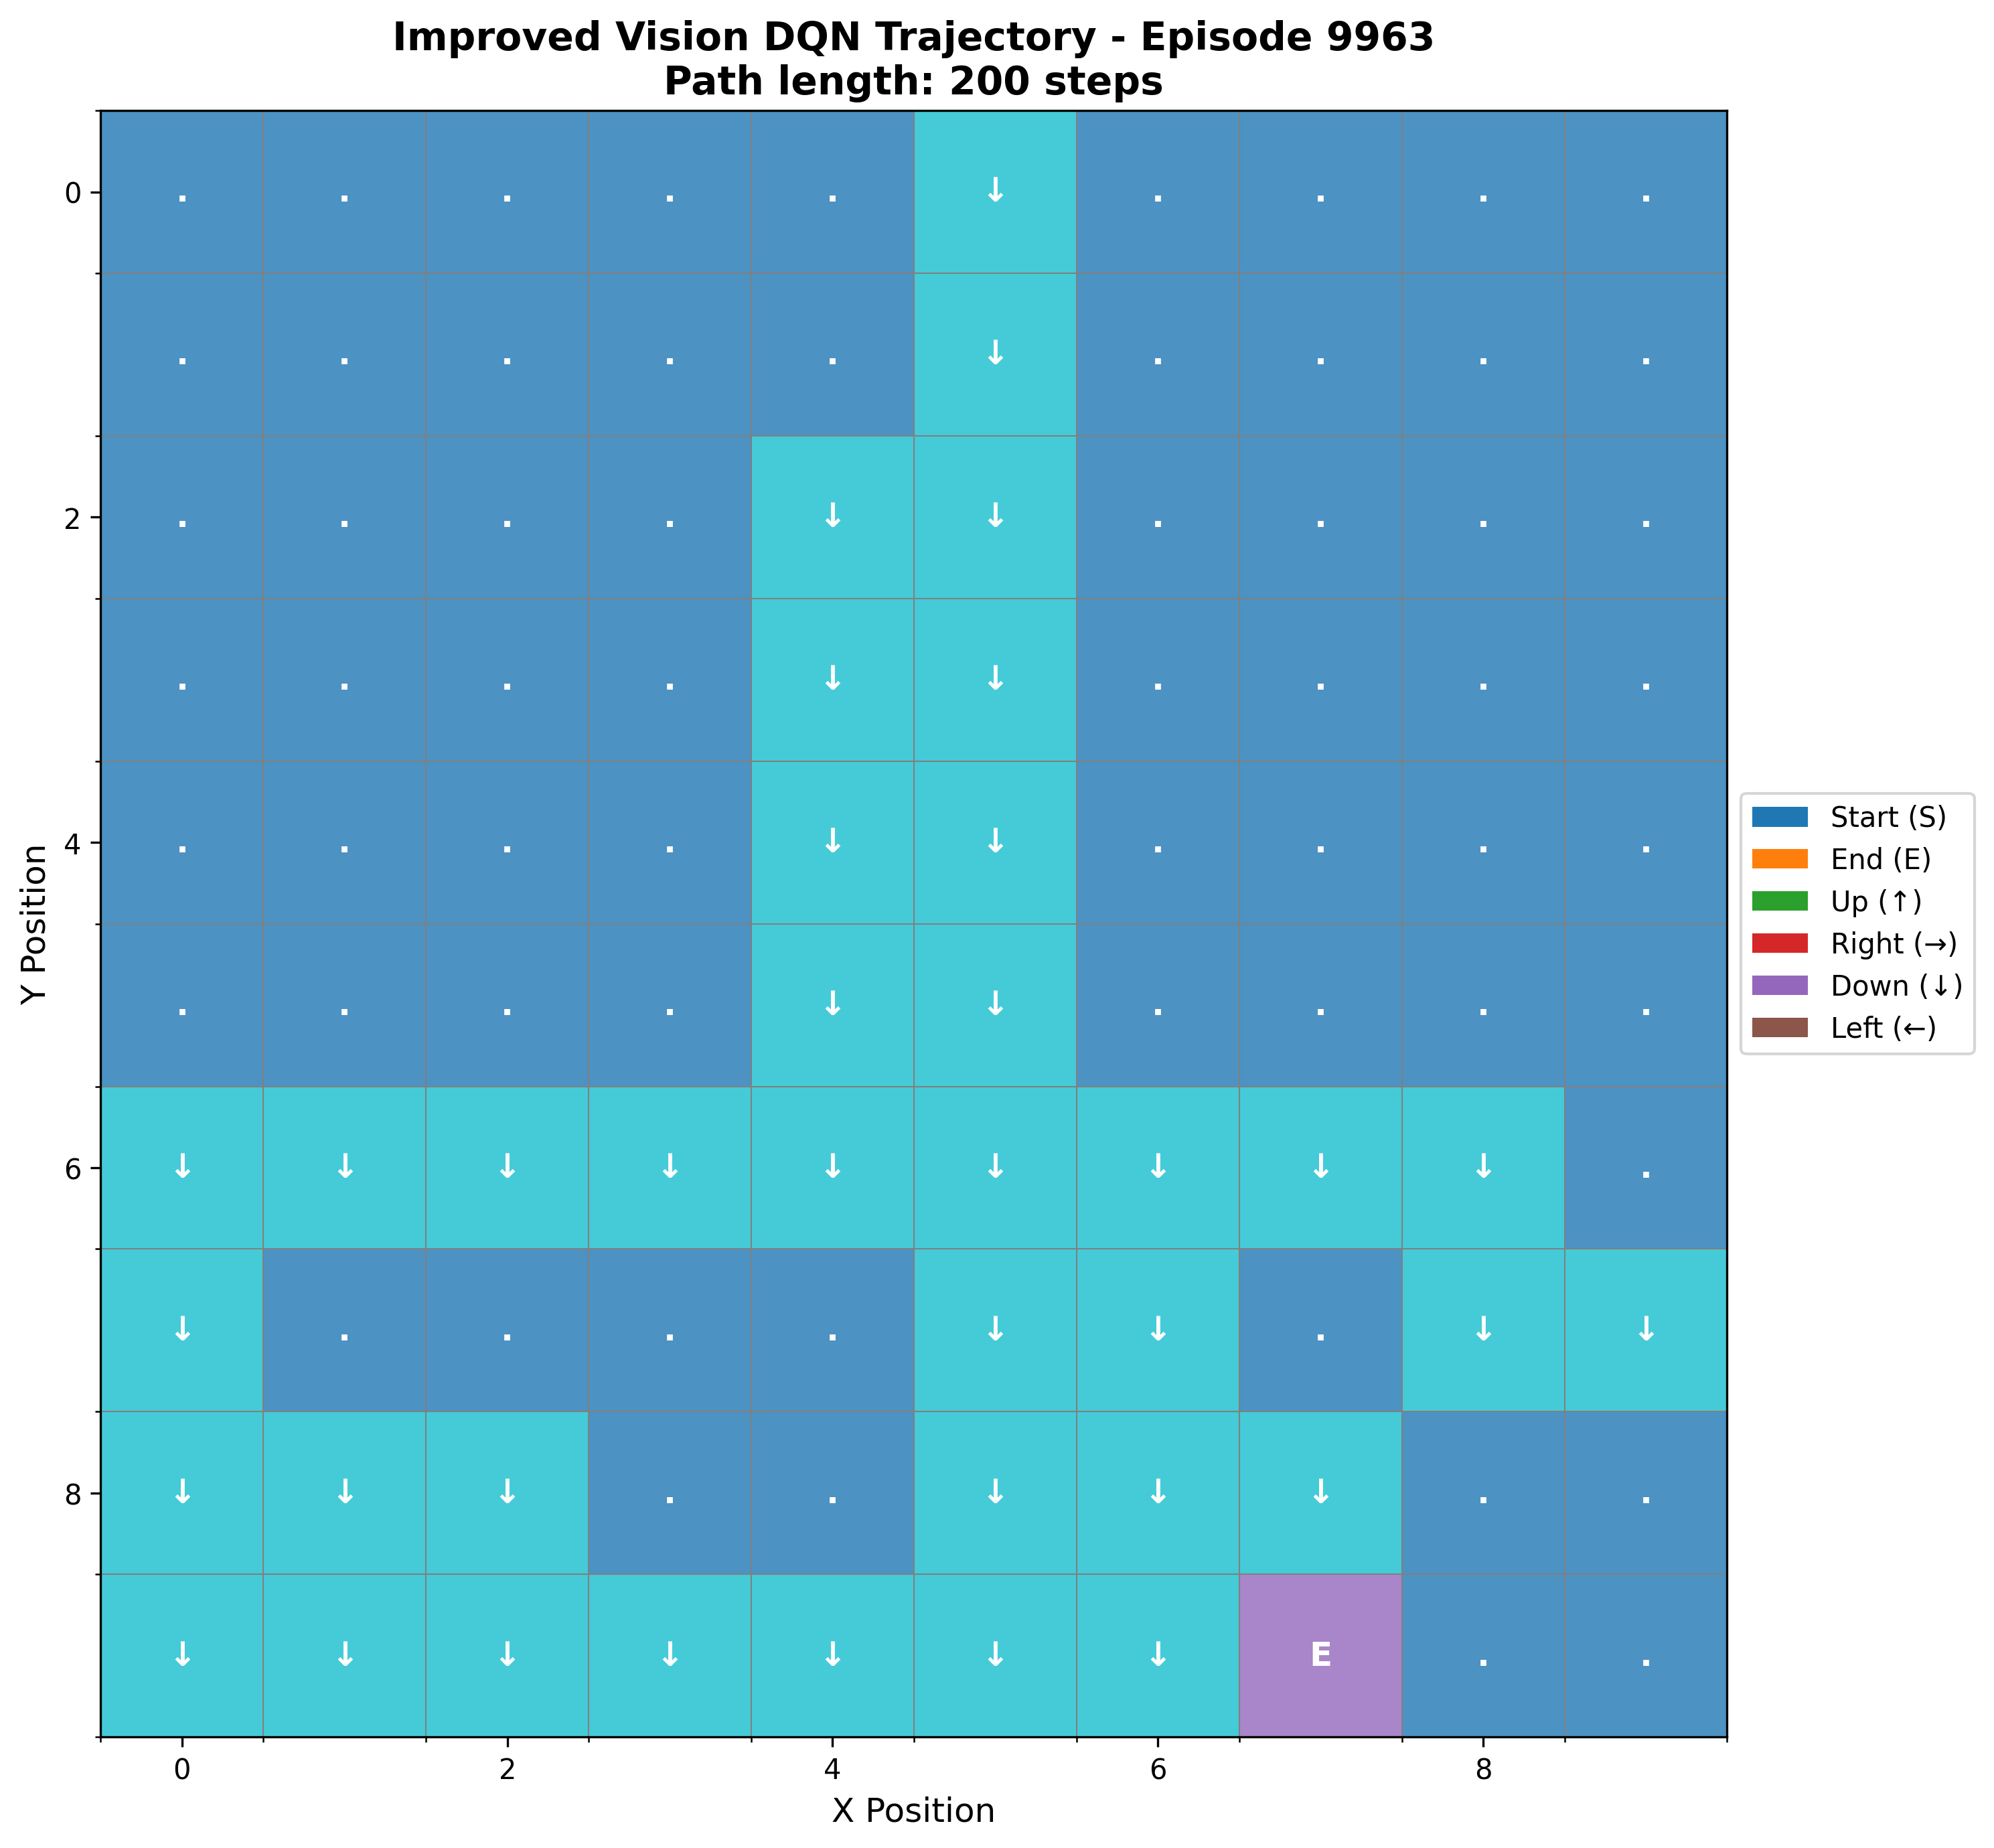 Improved Vision DQN Trajectory - Episode 9963
Path length: 200 steps
0 . . . . . ↓ . . . .
. . . . . ↓ . . . .
2 . . . . ↓ ↓ . . . .
. . . . ↓ ↓ . . . .
4 . . . . ↓ ↓ . . . .
. . . . ↓ ↓ . . . .
6 ↓ ↓ ↓ ↓ ↓ ↓ ↓ ↓ ↓ .
↓ . . . . ↓ ↓ . ↓ ↓
8 ↓ ↓ ↓ . . ↓ ↓ ↓ . .
↓ ↓ ↓ ↓ ↓ ↓ ↓ E . .
0 2 4 6 8
X Position
Y Position
Start (S)
End (E)
Up (↑)
Right (→)
Down (↓)
Left (←)